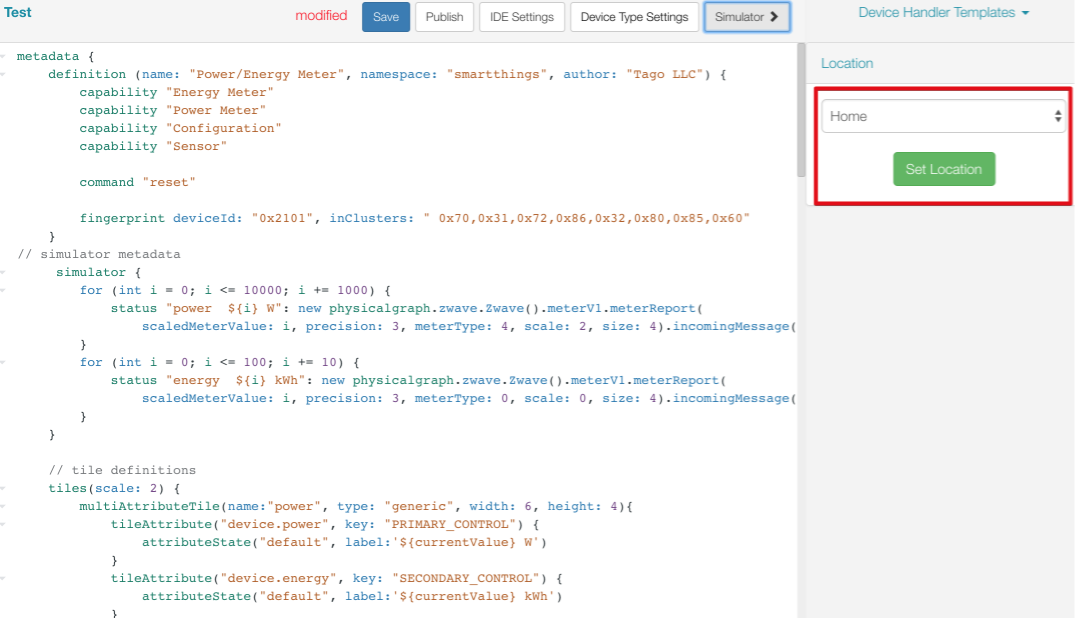 Test
modified
Save
Publish
IDE Settings
Device Type Settings
Simulator
Device Handler Templates
metadata {
definition (name: "Power/Energy Meter", namespace: "smartthings", author: "Tago LLC") {
capability "Energy Meter"
capability "Power Meter"
capability "Configuration"
capability "Sensor"
command "reset"
fingerprint deviceId: "0x2101", inClusters: " 0x70,0x31,0x72,0x86,0x32,0x80,0x85,0x60"
}
// simulator metadata
simulator {
for (int i = 0; i <= 10000; i += 1000) {
status "power  ${i} W": new physicalgraph.zwave.Zwave().meterV1.meterReport(
scaledMeterValue: i, precision: 3, meterType: 4, scale: 2, size: 4).incomingMessage(
}
for (int i = 0; i <= 100; i += 10) {
status "energy  ${i} kWh": new physicalgraph.zwave.Zwave().meterV1.meterReport(
scaledMeterValue: i, precision: 3, meterType: 0, scale: 0, size: 4).incomingMessage(
}
}
// tile definitions
tiles(scale: 2) {
multiAttributeTile(name:"power", type: "generic", width: 6, height: 4){
tileAttribute("device.power", key: "PRIMARY_CONTROL") {
attributeState("default", label:'${currentValue} W')
}
tileAttribute("device.energy", key: "SECONDARY_CONTROL") {
attributeState("default", label:'${currentValue} kWh')
}
Location
Home
Set Location